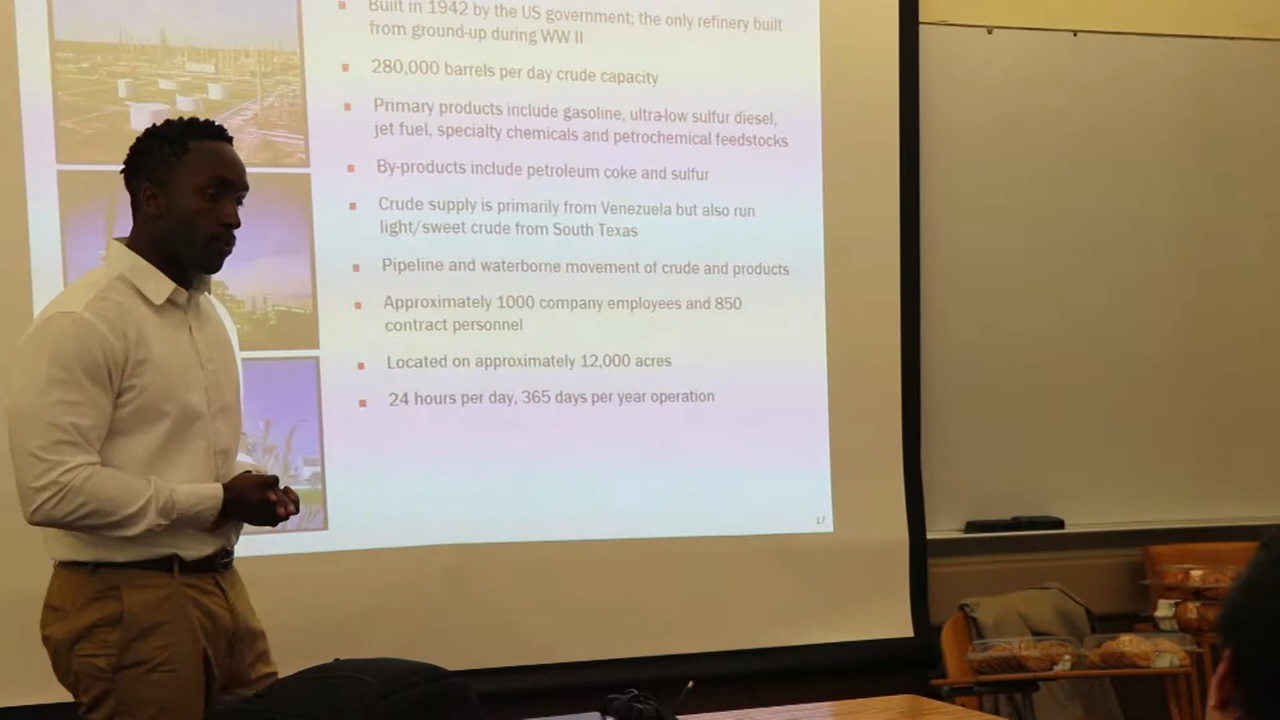 Built in 1942 by the US government; the only refinery built
from ground-up during WW II
280,000 barrels per day crude capacity
Primary products include gasoline, ultra-low sulfur diesel,
jet fuel, specialty chemicals and petrochemical feedstocks
By-products include petroleum coke and sulfur
Crude supply is primarily from Venezuela but also run
light/sweet crude from South Texas
Pipeline and waterborne movement of crude and products
Approximately 1000 company employees and 850
contract personnel
Located on approximately 12,000 acres
24 hours per day, 365 days per year operation
17